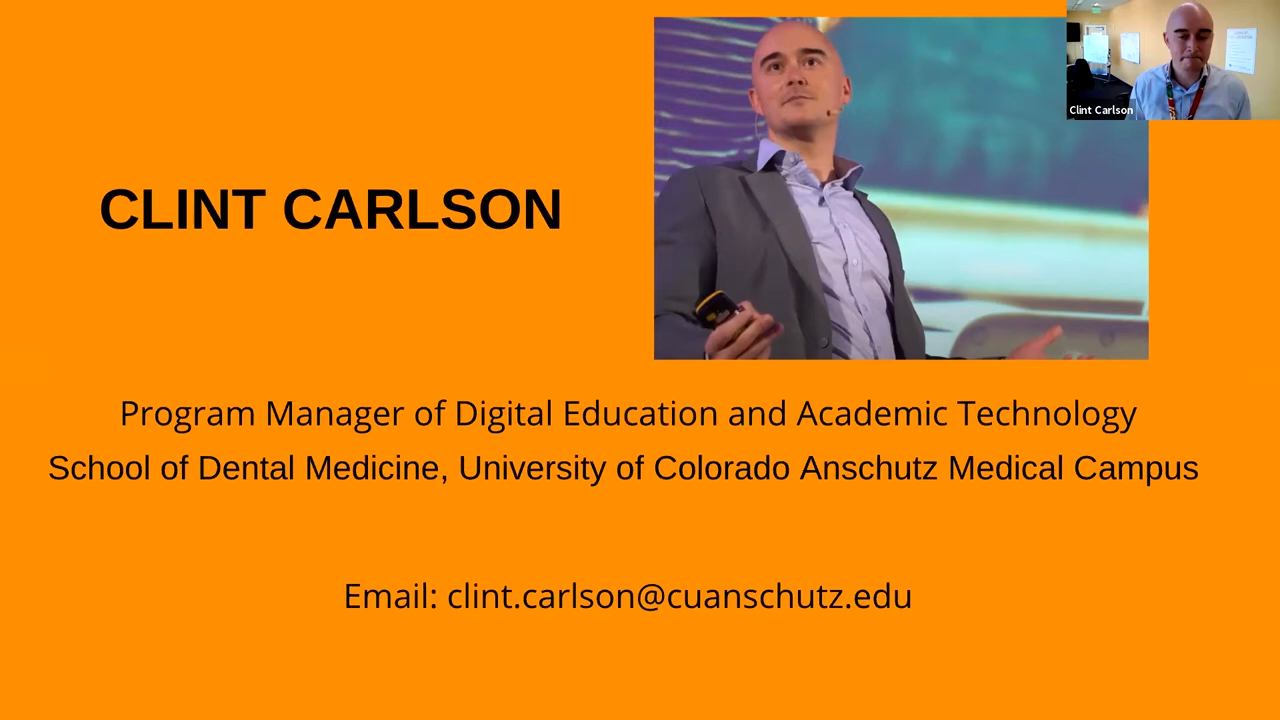 Clint Carlson
CLINT CARLSON
Program Manager of Digital Education and Academic Technology
School of Dental Medicine, University of Colorado Anschutz Medical Campus
Email: clint.carlson@cuanschutz.edu